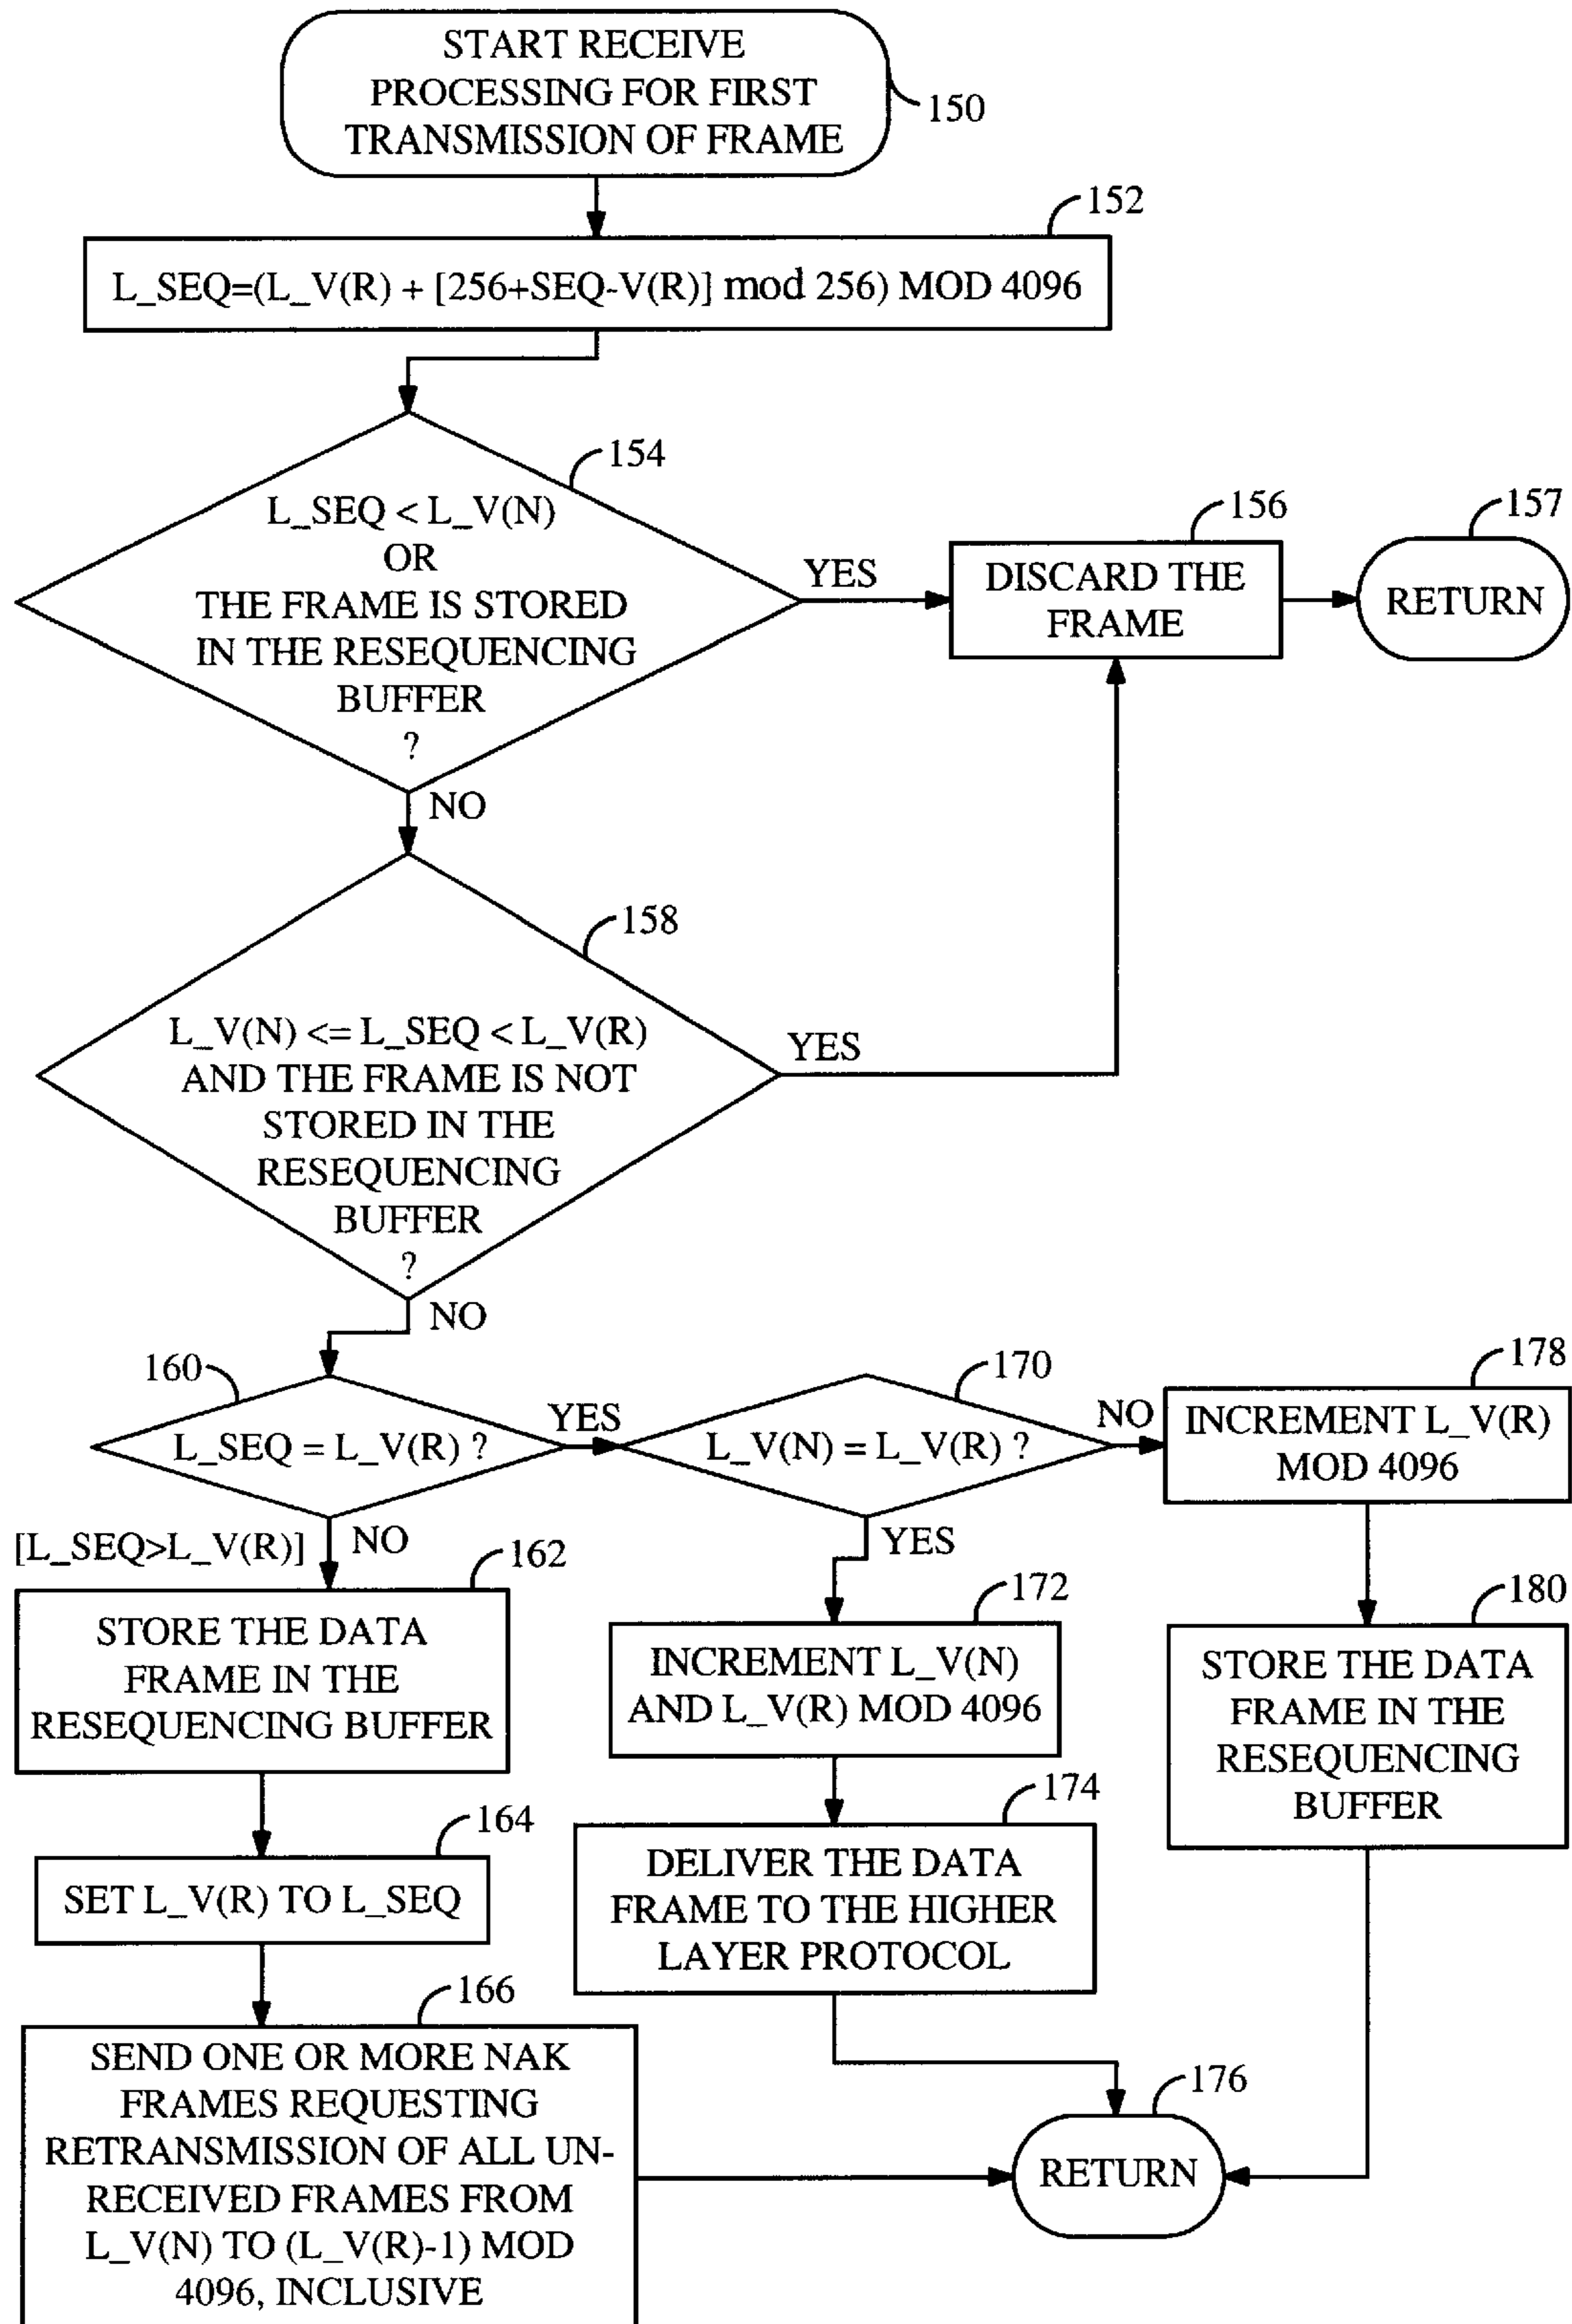 START RECEIVE
PROCESSING FOR FIRST
TRANSMISSION OF FRAME
150
152
L_SEQ=(L_V(R) + [256+SEQ-V(R)] mod 256) MOD 4096
154
L_SEQ < L_V(N)
OR
THE FRAME IS STORED
IN THE RESEQUENCING
BUFFER
?
YES
156
DISCARD THE
FRAME
157
RETURN
NO
158
L_V(N) <= L_SEQ < L_V(R)
AND THE FRAME IS NOT
STORED IN THE
RESEQUENCING
BUFFER
?
YES
NO
160
L_SEQ = L_V(R) ?
YES
170
L_V(N) = L_V(R) ?
NO
178
INCREMENT L_V(R)
MOD 4096
[L_SEQ>L_V(R)]
NO
162
STORE THE DATA
FRAME IN THE
RESEQUENCING BUFFER
YES
172
INCREMENT L_V(N)
AND L_V(R) MOD 4096
180
STORE THE DATA
FRAME IN THE
RESEQUENCING
BUFFER
164
SET L_V(R) TO L_SEQ
174
DELIVER THE DATA
FRAME TO THE HIGHER
LAYER PROTOCOL
166
SEND ONE OR MORE NAK
FRAMES REQUESTING
RETRANSMISSION OF ALL UN-
RECEIVED FRAMES FROM
L_V(N) TO (L_V(R)-1) MOD
4096, INCLUSIVE
176
RETURN